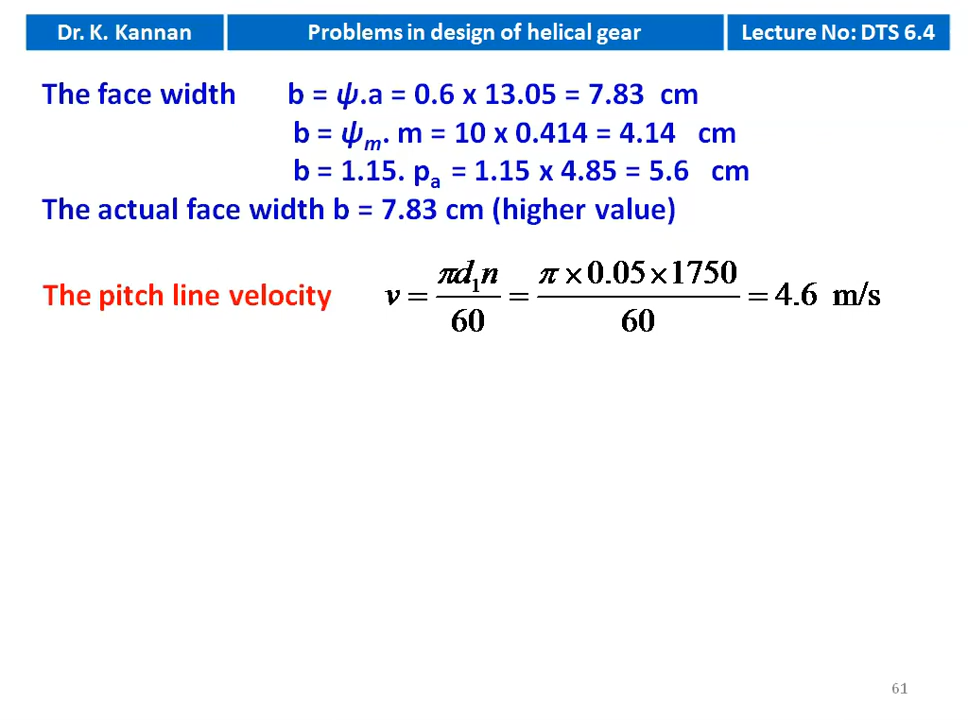 Dr. K. Kannan Problems in design of helical gear Lecture No: DTS 6.4
The face width b = ψ.a = 0.6 x 13.05 = 7.83 cm
b = ψₘ. m = 10 x 0.414 = 4.14 cm
b = 1.15. pₐ = 1.15 x 4.85 = 5.6 cm
The actual face width b = 7.83 cm (higher value)
The pitch line velocity v = πd₁n / 60 = π × 0.05 × 1750 / 60 = 4.6 m/s
61